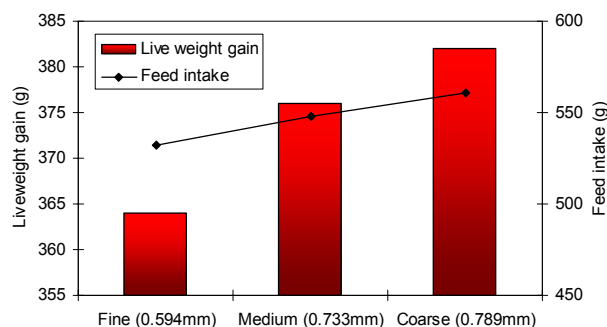 385
380
375
370
365
360
355
Liveweight gain (g)
Live weight gain
Feed intake
600
550
500
450
Feed intake (g)
Fine (0.594mm) Medium (0.733mm) Coarse (0.789mm)